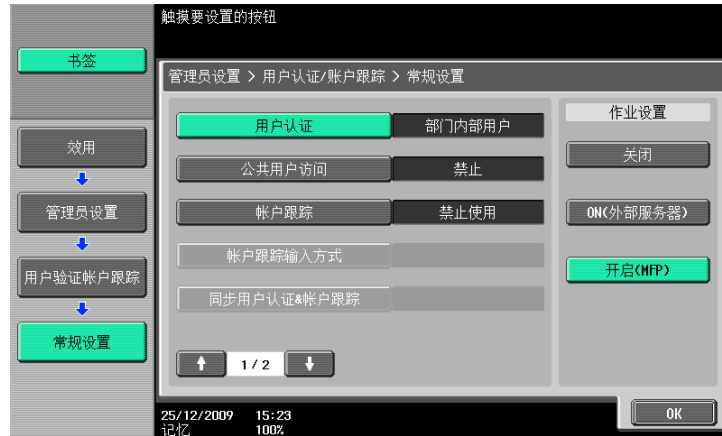 触摸要设置的按钮
书签
管理员设置 > 用户认证/账户跟踪 > 常规设置
效用
管理员设置
用户验证帐户跟踪
常规设置
用户认证 部门内部用户
公共用户访问 禁止
帐户跟踪 禁止使用
帐户跟踪输入方式
同步用户认证&帐户跟踪
1/2
作业设置
关闭
ON(外部服务器)
开启(MFP)
25/12/2009 15:23
记忆 100%
OK